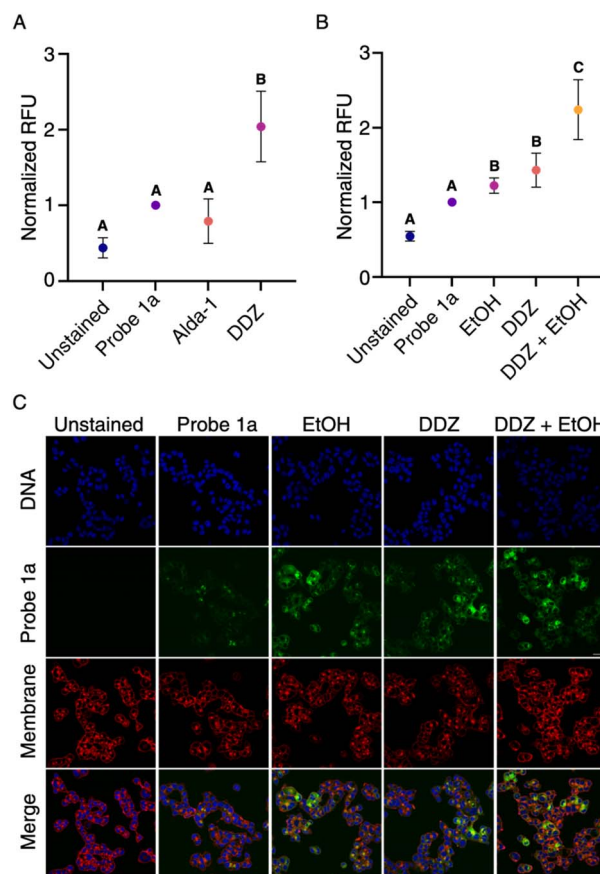 A
B
3
2
1
0
Normalized RFU
A
A
A
B
Unstained
Probe 1a
Alda-1
DDZ
3
2
1
0
Normalized RFU
A
A
B
B
C
Unstained
Probe 1a
EtOH
DDZ
DDZ + EtOH
C
Unstained Probe 1a EtOH DDZ DDZ + EtOH
DNA
Probe 1a
Membrane
Merge